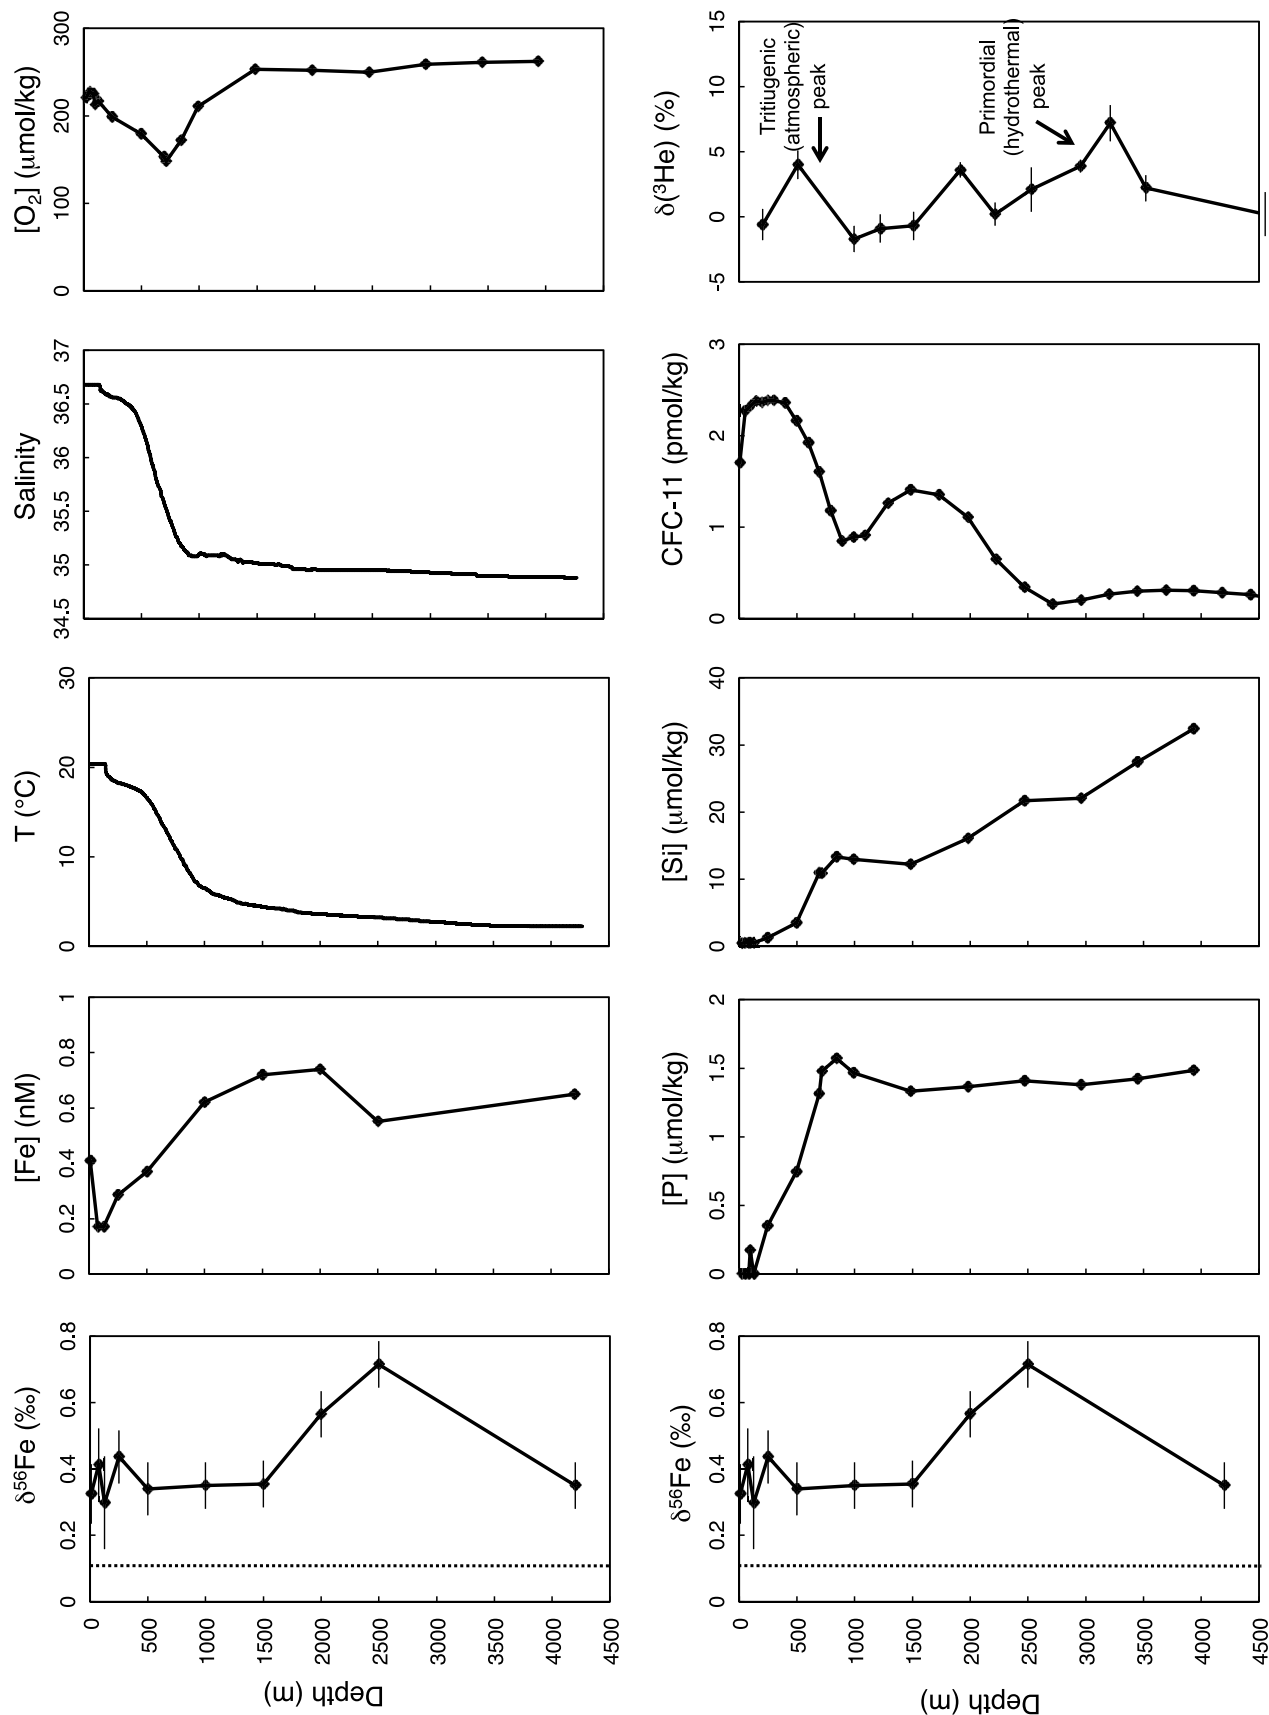 δ⁵⁶Fe (‰)
0 0.2 0.4 0.6 0.8
Depth (m)
0
500
1000
1500
2000
2500
3000
3500
4000
4500
[Fe] (nM)
0 0.2 0.4 0.6 0.8 1
T (°C)
0 10 20 30
Salinity
34.5 35 35.5 36 36.5 37
[O₂] (μmol/kg)
0 100 200 300
δ⁵⁶Fe (‰)
0 0.2 0.4 0.6 0.8
Depth (m)
0
500
1000
1500
2000
2500
3000
3500
4000
4500
[P] (μmol/kg)
0 0.5 1 1.5 2
[Si] (μmol/kg)
0 10 20 30 40
CFC-11 (pmol/kg)
0 1 2 3
δ(³He) (%)
-5 0 5 10 15
Tritiugenic
(atmospheric)
peak
Primordial
(hydrothermal)
peak